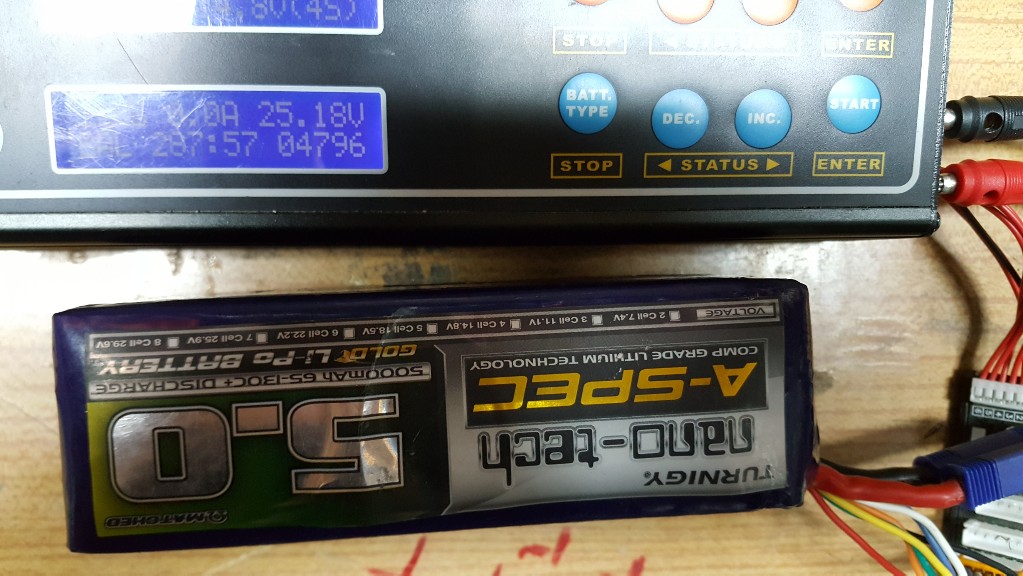 .8V(4S)
STOP
ENTER
0.0A 25.18V
287:57 04796
BATT. TYPE
DEC.
INC.
START
STOP
◄ STATUS ►
ENTER
TURNIGY®
nano-tech
A-SPEC
COMP GRADE LITHIUM TECHNOLOGY
VOLTAGE
2 Cell 7.4V
3 Cell 11.1V
4 Cell 14.8V
5 Cell 18.5V
6 Cell 22.2V
7 Cell 25.9V
8 Cell 29.6V
MATCHED
5.0
5000mAh 65-130C+ DISCHARGE
GOLD Li-Po BATTERY